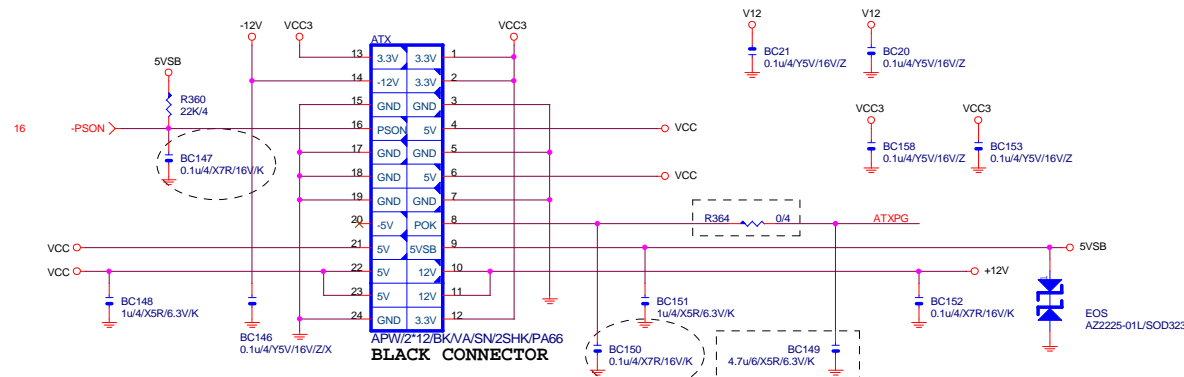 -12V
VCC3
ATX
VCC3
V12
V12
5VSB
R360
22K/4
16
-PSON
BC147
0.1u/4/X7R/16V/K
13
3.3V
3.3V
1
14
-12V
3.3V
2
15
GND
GND
3
16
PSON
5V
4
VCC
17
GND
GND
5
18
GND
5V
6
VCC
19
GND
GND
7
20
-5V
POK
8
21
5V
5VSB
9
22
5V
12V
10
23
5V
12V
11
24
GND
3.3V
12
APW/2*12/BK/VA/SN/2SHK/PA66
BLACK CONNECTOR
BC21
0.1u/4/Y5V/16V/Z
BC20
0.1u/4/Y5V/16V/Z
VCC3
VCC3
BC158
0.1u/4/Y5V/16V/Z
BC153
0.1u/4/Y5V/16V/Z
R364
0/4
ATXPG
VCC
VCC
5VSB
+12V
BC148
1u/4/X5R/6.3V/K
BC146
0.1u/4/Y5V/16V/Z/X
BC151
1u/4/X5R/6.3V/K
BC152
0.1u/4/X7R/16V/K
EOS
AZ2225-01L/SOD323
BC150
0.1u/4/X7R/16V/K
BC149
4.7u/6/X5R/6.3V/K